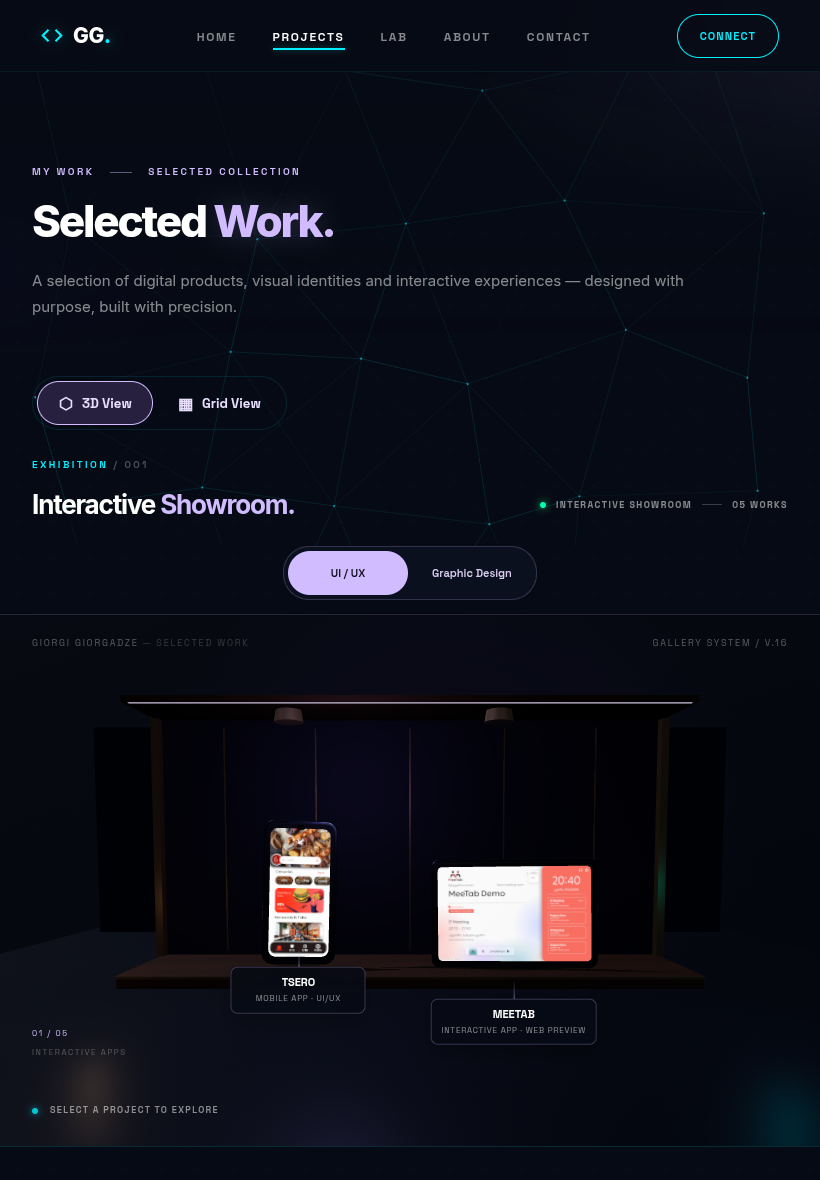 GG.
HOME PROJECTS LAB ABOUT CONTACT
CONNECT
MY WORK — SELECTED COLLECTION
Selected Work.
A selection of digital products, visual identities and interactive experiences — designed with
purpose, built with precision.
3D View Grid View
EXHIBITION / 001
Interactive Showroom.
INTERACTIVE SHOWROOM — 05 WORKS
UI / UX Graphic Design
GIORGI GIORGADZE — SELECTED WORK
GALLERY SYSTEM / V.16
MeeTab Demo
20:40
TSERO
MOBILE APP · UI/UX
MEETAB
INTERACTIVE APP · WEB PREVIEW
01 / 05
INTERACTIVE APPS
SELECT A PROJECT TO EXPLORE